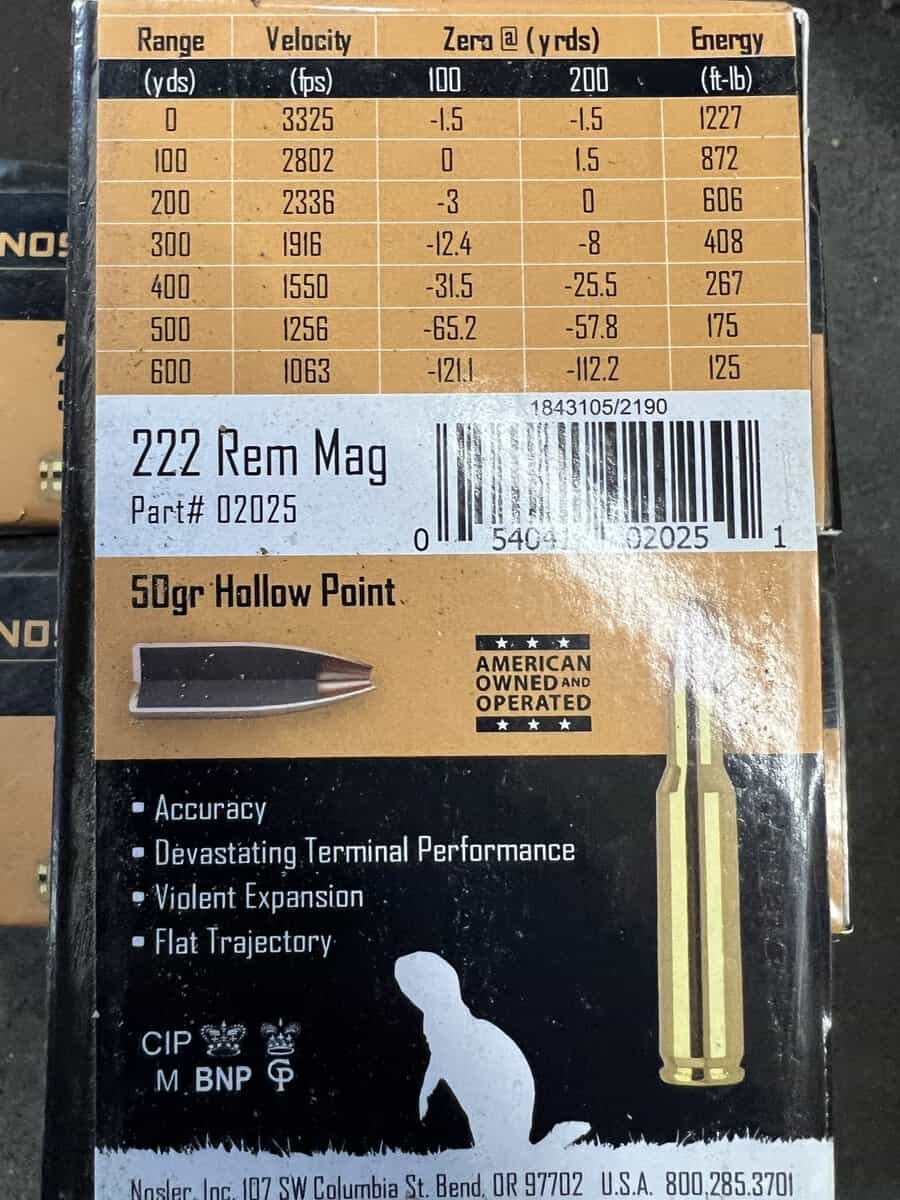 Range Velocity Zero @ (yrds) Energy
(yds) (fps) 100 200 (ft-lb)
0 3325 -1.5 -1.5 1227
100 2802 0 1.5 872
200 2336 -3 0 606
300 1916 -12.4 -8 408
400 1550 -31.5 -25.5 267
500 1256 -65.2 -57.8 175
600 1063 -121.1 -112.2 125
1843105/2190
222 Rem Mag
Part# 02025
0 02025 1
50gr Hollow Point
AMERICAN
OWNED AND
OPERATED
▪ Accuracy
▪ Devastating Terminal Performance
▪ Violent Expansion
▪ Flat Trajectory
CIP
M BNP GP
Nosler, Inc. 107 SW Columbia St. Bend, OR 97702 U.S.A. 800.285.3701